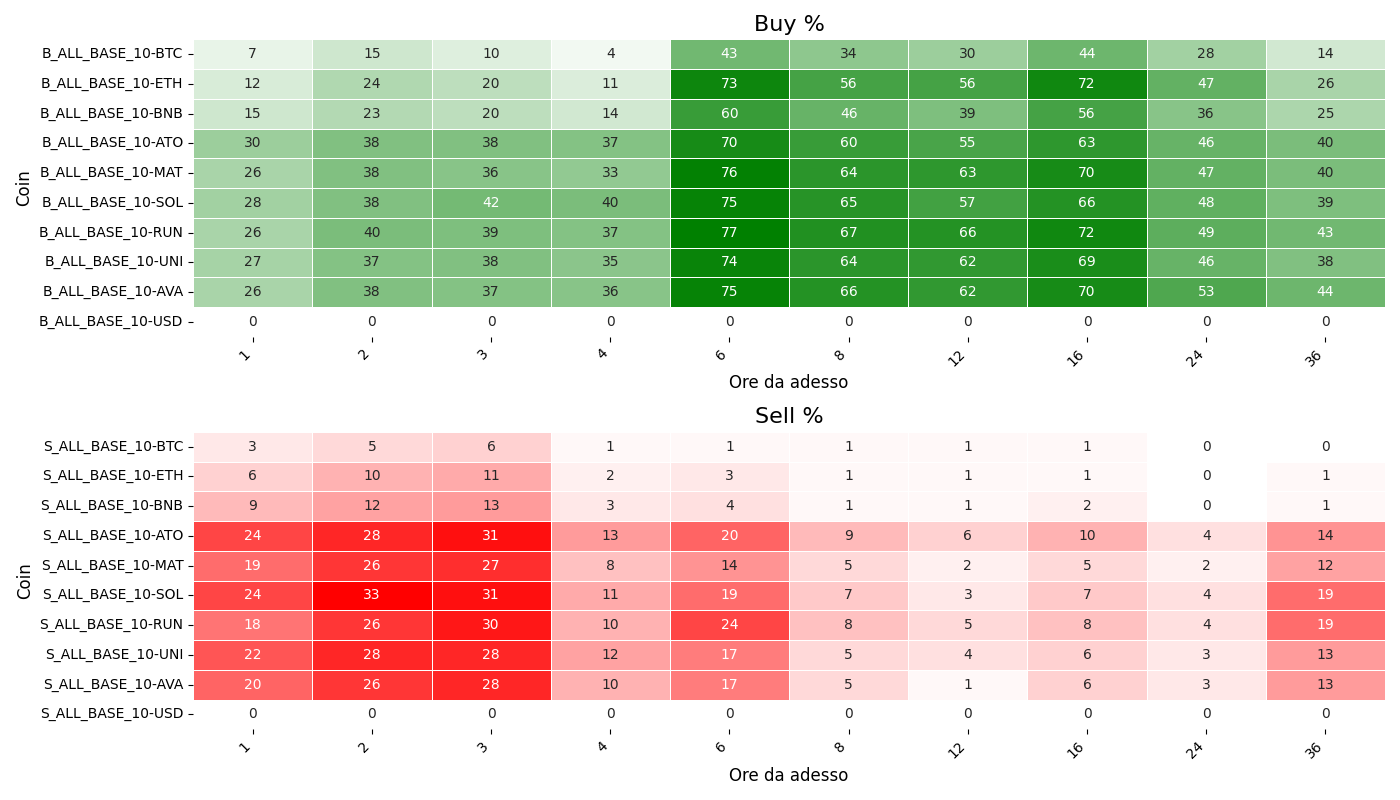 Buy %
Coin
B_ALL_BASE_10-BTC 7 15 10 4 43 34 30 44 28 14
B_ALL_BASE_10-ETH 12 24 20 11 73 56 56 72 47 26
B_ALL_BASE_10-BNB 15 23 20 14 60 46 39 56 36 25
B_ALL_BASE_10-ATO 30 38 38 37 70 60 55 63 46 40
B_ALL_BASE_10-MAT 26 38 36 33 76 64 63 70 47 40
B_ALL_BASE_10-SOL 28 38 42 40 75 65 57 66 48 39
B_ALL_BASE_10-RUN 26 40 39 37 77 67 66 72 49 43
B_ALL_BASE_10-UNI 27 37 38 35 74 64 62 69 46 38
B_ALL_BASE_10-AVA 26 38 37 36 75 66 62 70 53 44
B_ALL_BASE_10-USD 0 0 0 0 0 0 0 0 0 0
1 2 3 4 6 8 12 16 24 36
Ore da adesso
Sell %
Coin
S_ALL_BASE_10-BTC 3 5 6 1 1 1 1 1 0 0
S_ALL_BASE_10-ETH 6 10 11 2 3 1 1 1 0 1
S_ALL_BASE_10-BNB 9 12 13 3 4 1 1 2 0 1
S_ALL_BASE_10-ATO 24 28 31 13 20 9 6 10 4 14
S_ALL_BASE_10-MAT 19 26 27 8 14 5 2 5 2 12
S_ALL_BASE_10-SOL 24 33 31 11 19 7 3 7 4 19
S_ALL_BASE_10-RUN 18 26 30 10 24 8 5 8 4 19
S_ALL_BASE_10-UNI 22 28 28 12 17 5 4 6 3 13
S_ALL_BASE_10-AVA 20 26 28 10 17 5 1 6 3 13
S_ALL_BASE_10-USD 0 0 0 0 0 0 0 0 0 0
1 2 3 4 6 8 12 16 24 36
Ore da adesso